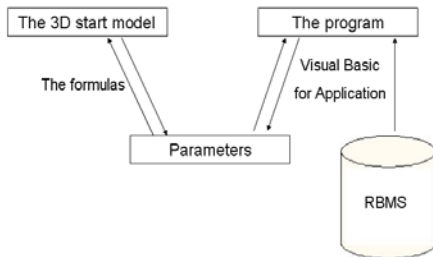 The 3D start model
The program
The formulas
Visual Basic
for Application
Parameters
RBMS